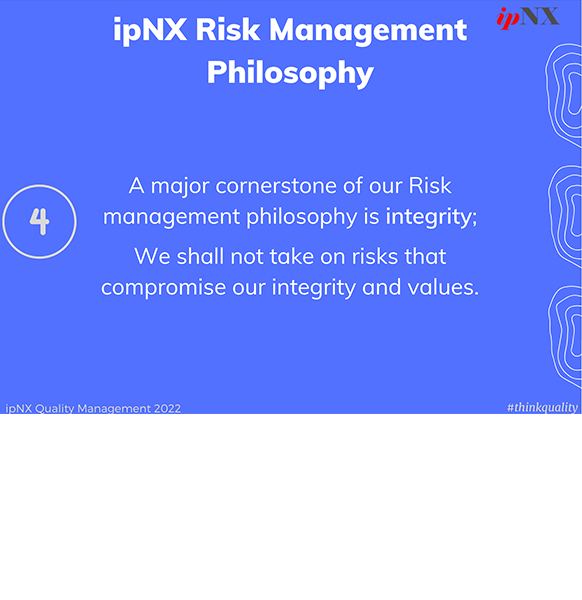 ipNX Risk Management
Philosophy
ipNX
4
A major cornerstone of our Risk
management philosophy is integrity;
We shall not take on risks that
compromise our integrity and values.
ipNX Quality Management 2022
#thinkquality